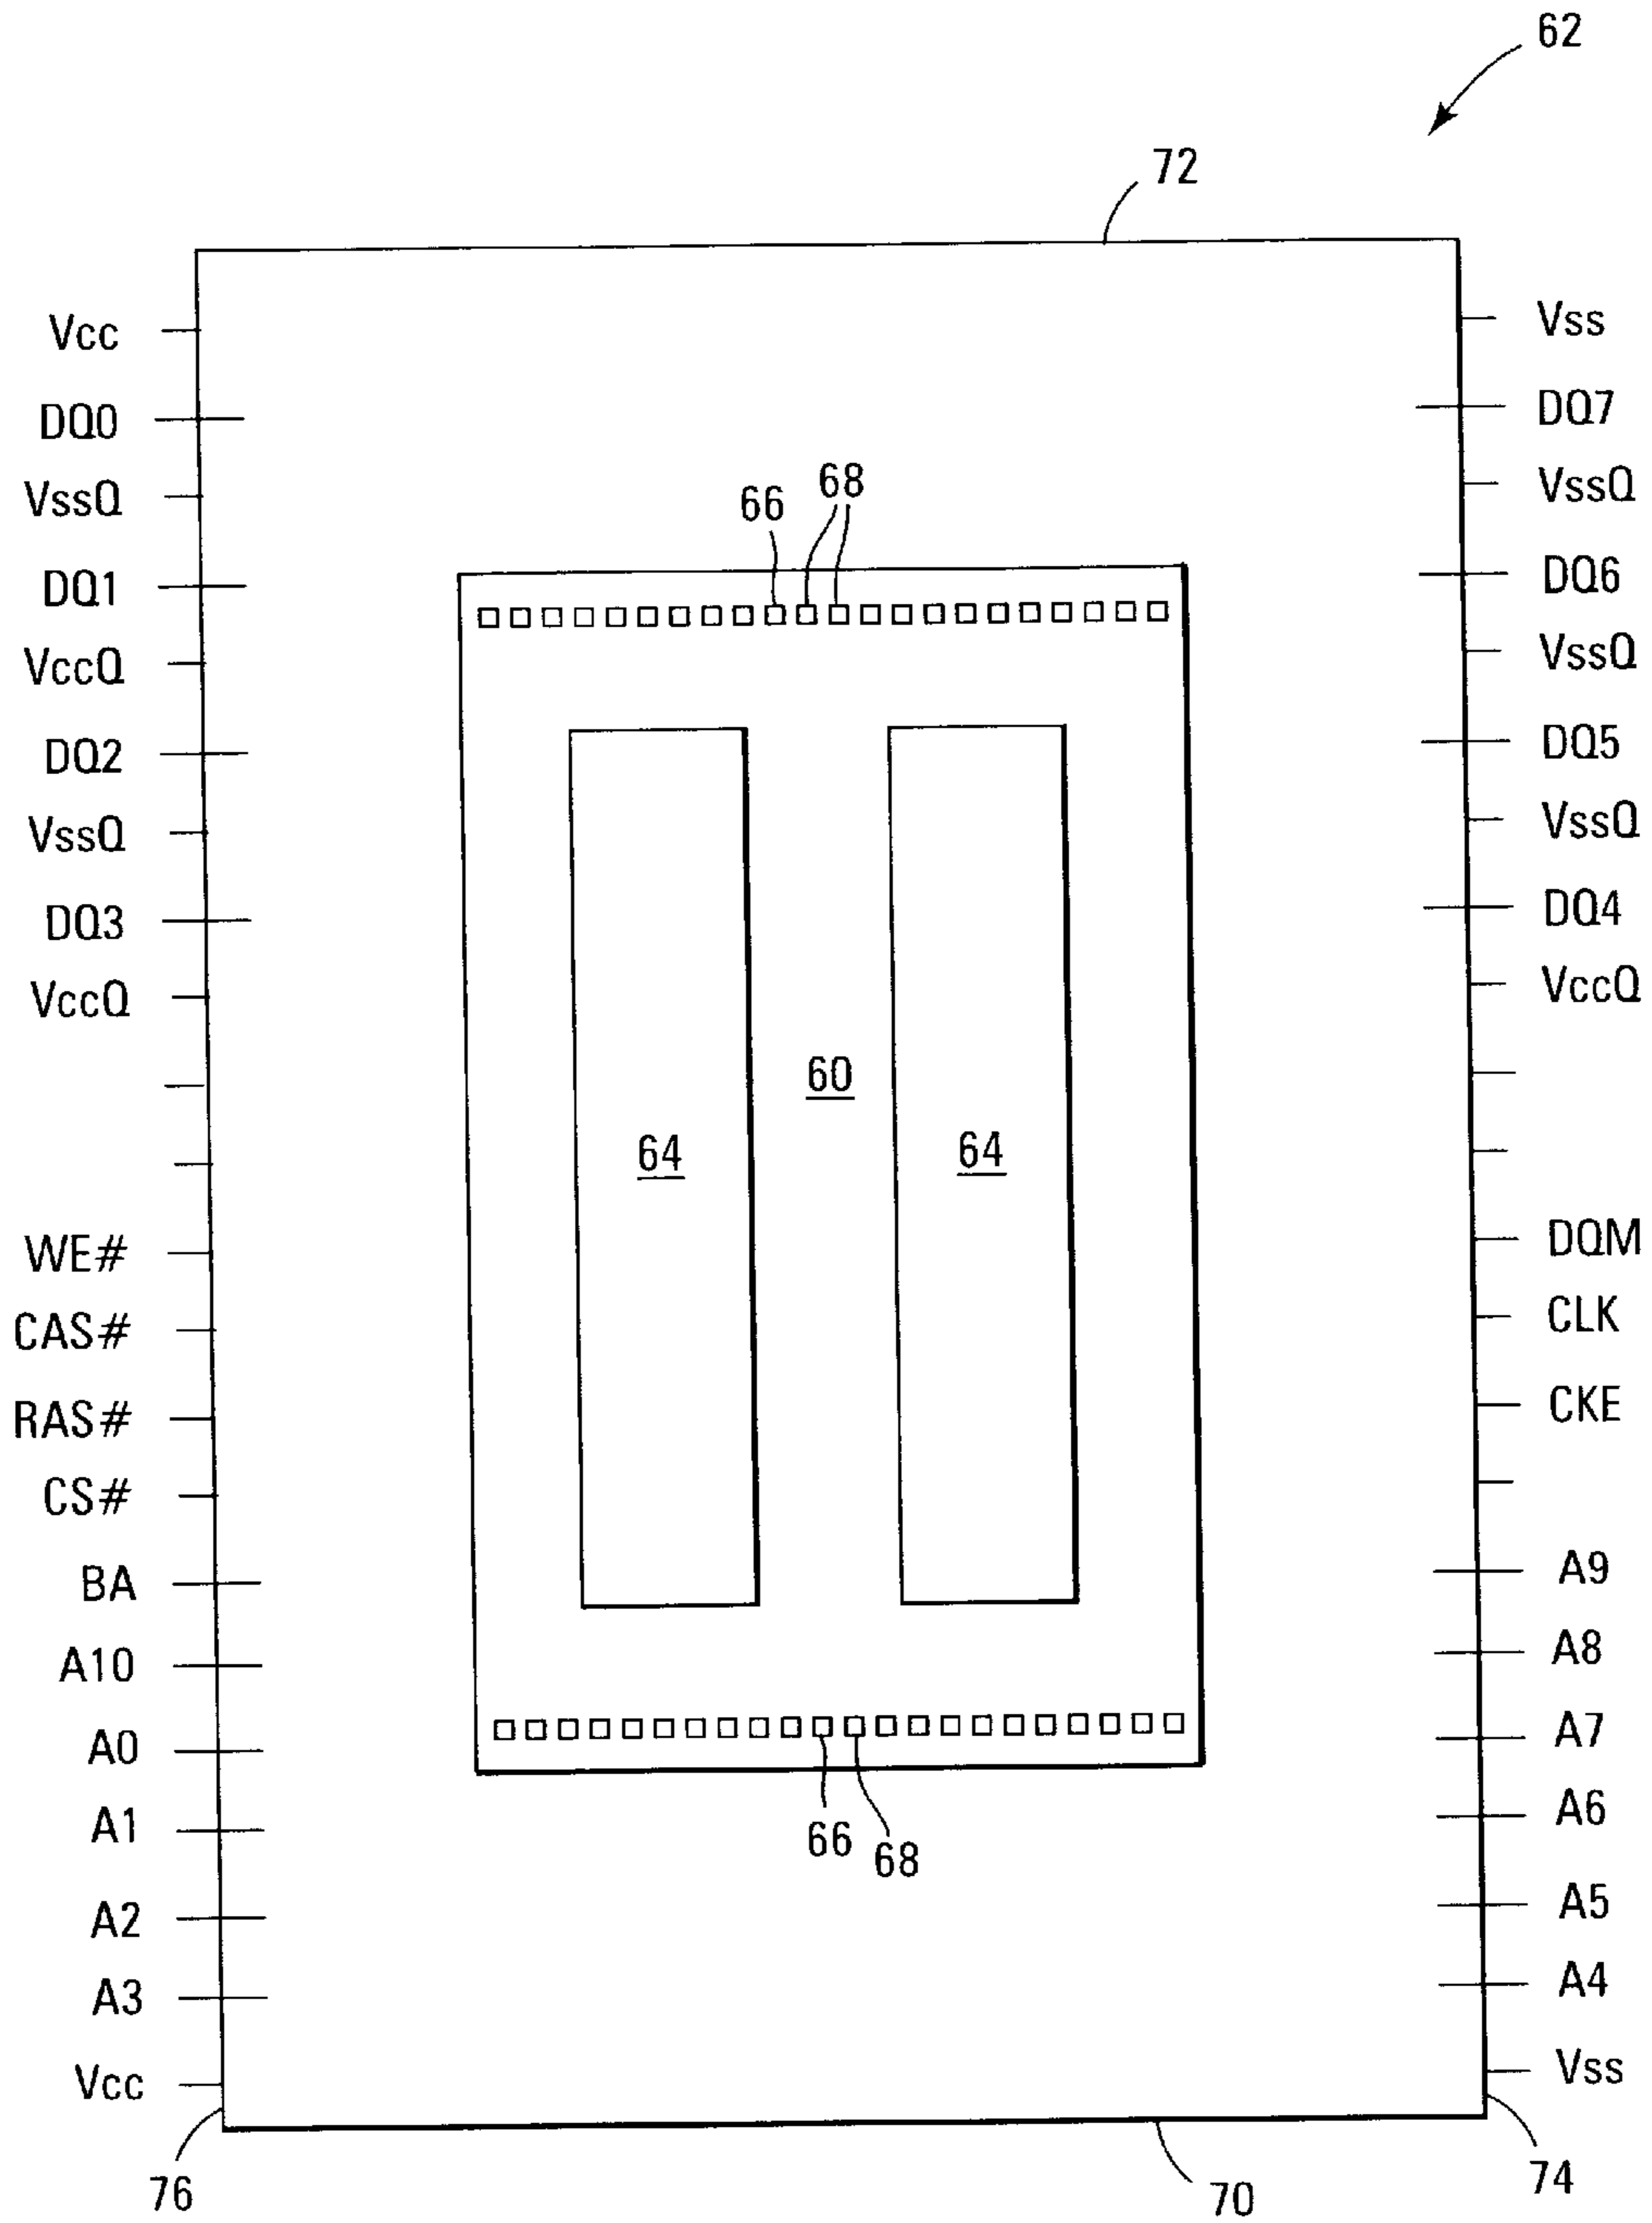 62
72
Vcc Vss
DQ0 DQ7
VssQ VssQ
66 68
DQ1 DQ6
VccQ VssQ
DQ2 DQ5
VssQ VssQ
DQ3 DQ4
VccQ VccQ
60
64 64
WE# DQM
CAS# CLK
RAS# CKE
CS#
BA A9
A10 A8
A0 A7
A1 A6
66 68
A2 A5
A3 A4
Vcc Vss
76 70 74